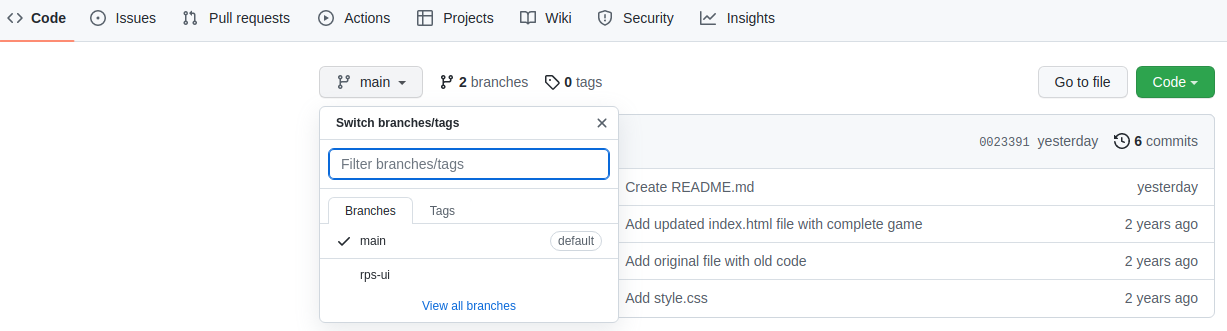 Code Issues Pull requests Actions Projects Wiki Security Insights
main 2 branches 0 tags Go to file Code
Switch branches/tags
Filter branches/tags
0023391 yesterday 6 commits
Create README.md yesterday
Branches Tags
Add updated index.html file with complete game 2 years ago
main default
Add original file with old code 2 years ago
rps-ui
Add style.css 2 years ago
View all branches